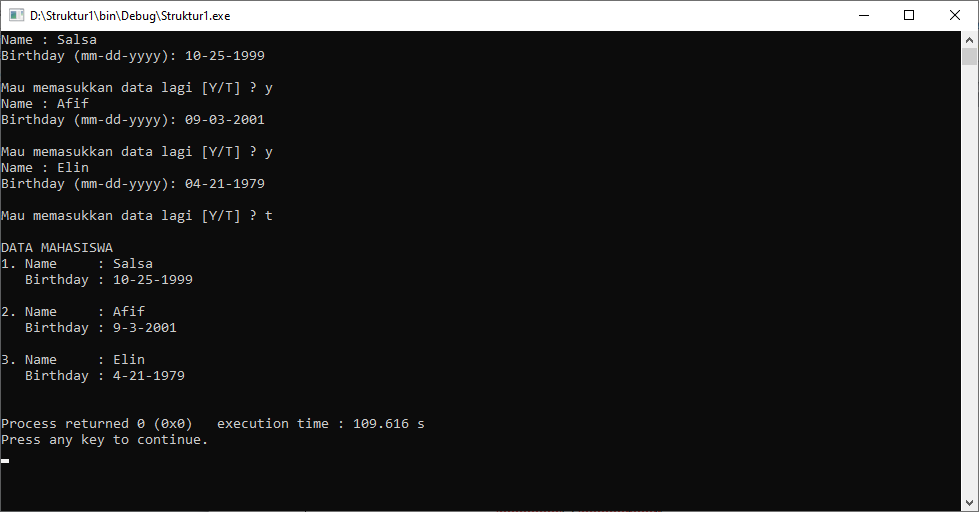 D:\Struktur1\bin\Debug\Struktur1.exe
Name : Salsa
Birthday (mm-dd-yyyy): 10-25-1999
Mau memasukkan data lagi [Y/T] ? y
Name : Afif
Birthday (mm-dd-yyyy): 09-03-2001
Mau memasukkan data lagi [Y/T] ? y
Name : Elin
Birthday (mm-dd-yyyy): 04-21-1979
Mau memasukkan data lagi [Y/T] ? t
DATA MAHASISWA
1. Name     : Salsa
   Birthday : 10-25-1999
2. Name     : Afif
   Birthday : 9-3-2001
3. Name     : Elin
   Birthday : 4-21-1979
Process returned 0 (0x0)   execution time : 109.616 s
Press any key to continue.